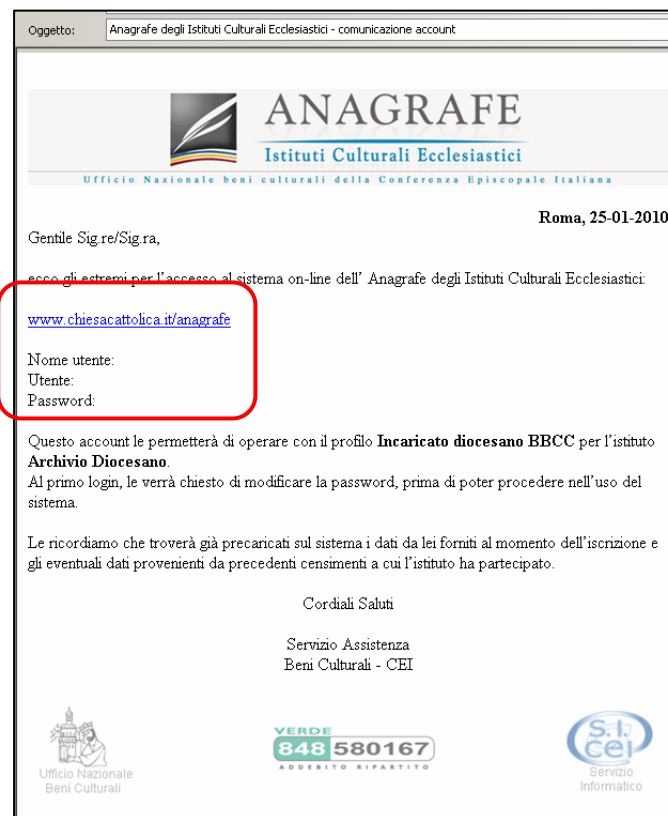 Oggetto: Anagrafe degli Istituti Culturali Ecclesiastici - comunicazione account
ANAGRAFE
Istituti Culturali Ecclesiastici
Ufficio Nazionale beni culturali della Conferenza Episcopale Italiana
Roma, 25-01-2010
Gentile Sig.re/Sig.ra,
ecco gli estremi per l'accesso al sistema on-line dell' Anagrafe degli Istituti Culturali Ecclesiastici:
www.chiesacattolica.it/anagrafe
Nome utente:
Utente:
Password:
Questo account le permetterà di operare con il profilo Incaricato diocesano BBCC per l'istituto
Archivio Diocesano.
Al primo login, le verrà chiesto di modificare la password, prima di poter procedere nell'uso del
sistema.
Le ricordiamo che troverà già precaricati sul sistema i dati da lei forniti al momento dell'iscrizione e
gli eventuali dati provenienti da precedenti censimenti a cui l'istituto ha partecipato.
Cordiali Saluti
Servizio Assistenza
Beni Culturali - CEI
Ufficio Nazionale
Beni Culturali
VERDE
848 580167
ADDEBITO RIPARTITO
S.I.
cei
Servizio
Informatico